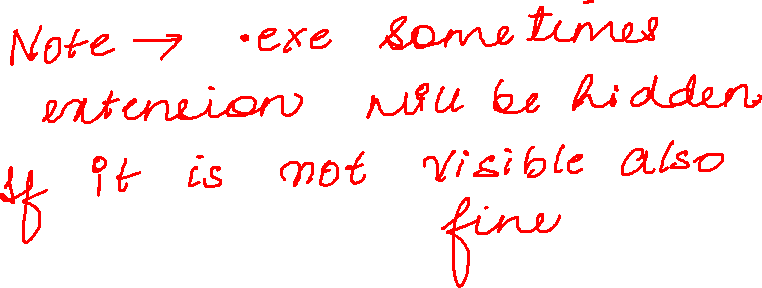 Note → .exe sometimes
extension will be hidden
If it is not visible also
fine